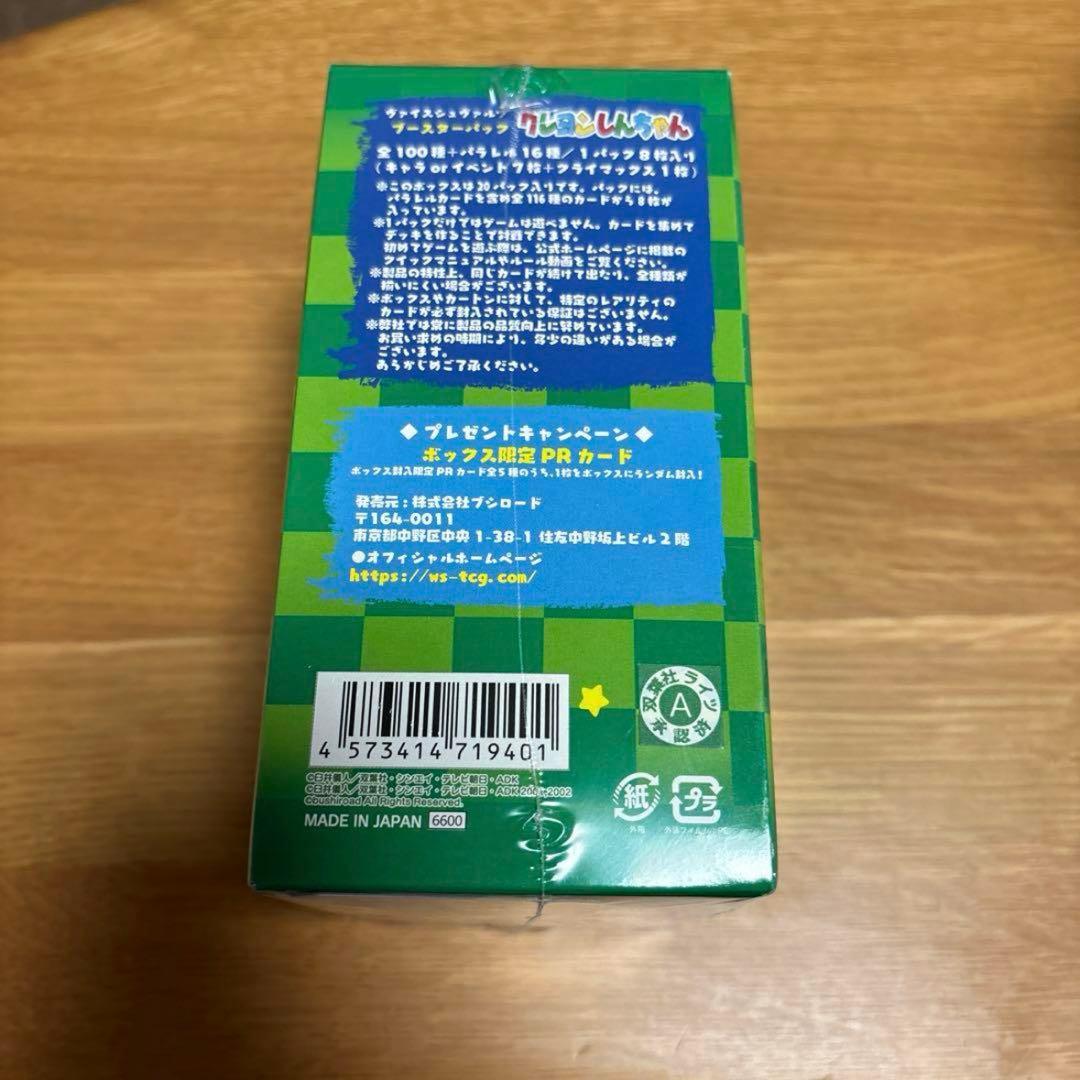 ヴァイスシュヴァルツ
ブースターパック クレヨンしんちゃん
全100種+パラレル16種/1パック8枚入り
(キャラorイベント7枚+クライマックス1枚)
※このボックスは20パック入りです。パックには、
パラレルカードを含め全116種のカードから8枚が
入っています。
※1パックだけではゲームは遊べません。カードを集めて
デッキを作ることで対戦できます。
初めてゲームを遊ぶ際は、公式ホームページに掲載の
クイックマニュアルやルール動画をご覧ください。
※製品の特性上、同じカードが続けて出たり、全種類が
揃いにくい場合がございます。
※ボックスやカートンに対して、特定のレアリティの
カードが必ず封入されている保証はございません。
※弊社では常に製品の品質向上に努めています。
お買い求めの時期により、多少の違いがある場合が
ございます。
あらかじめご了承ください。
◆プレゼントキャンペーン◆
ボックス限定PRカード
ボックス封入限定PRカード全5種のうち、1枚をボックスにランダム封入!
発売元:株式会社ブシロード
〒164-0011
東京都中野区中央1-38-1 住友中野坂上ビル2階
●オフィシャルホームページ
https://ws-tcg.com/
4 573414 719401
双葉社ライツ
A
承認済
©臼井儀人/双葉社・シンエイ・テレビ朝日・ADK
©臼井儀人/双葉社・シンエイ・テレビ朝日・ADK 2001,2002
©bushiroad All Rights Reserved.
MADE IN JAPAN 6600
紙
外箱
プラ